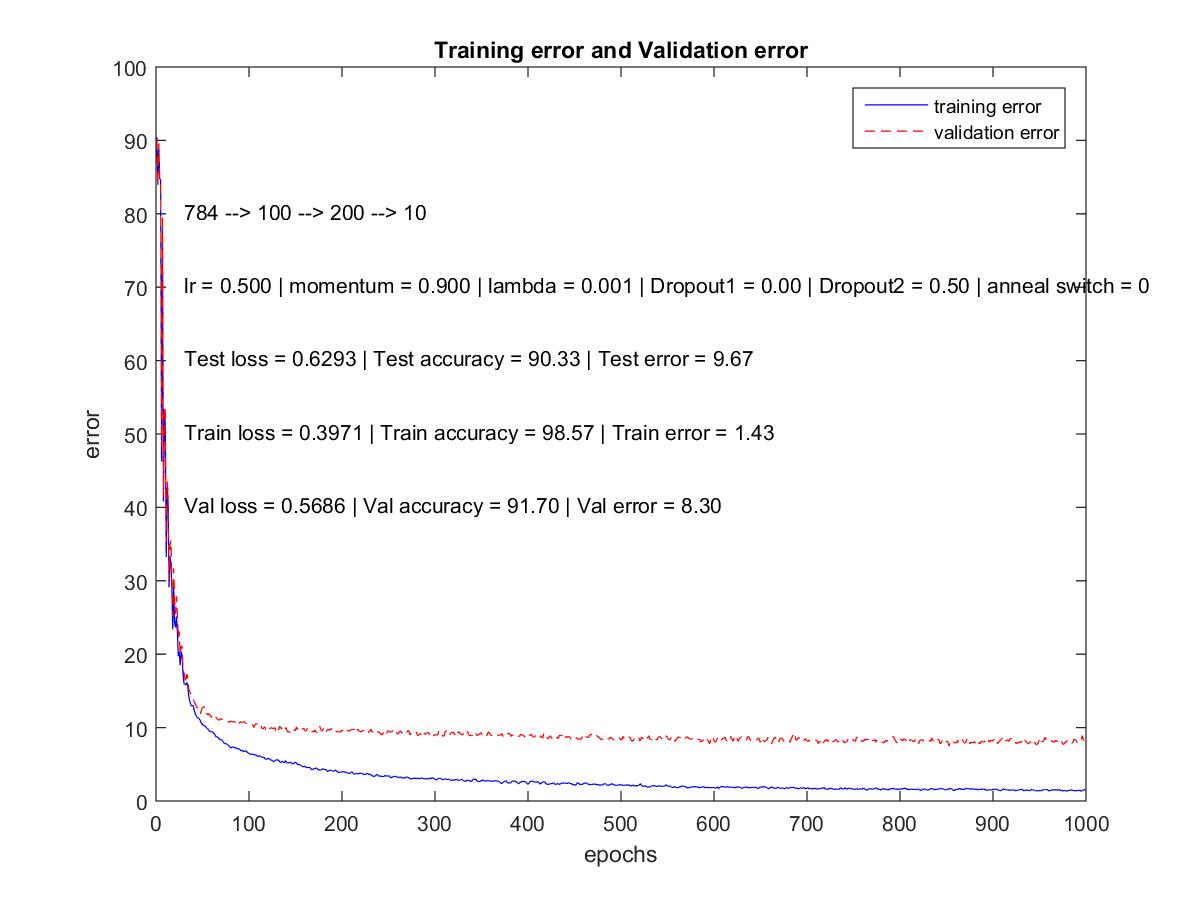 Training error and Validation error
100
training error
validation error
90
80
784 --> 100 --> 200 --> 10
70
lr = 0.500 | momentum = 0.900 | lambda = 0.001 | Dropout1 = 0.00 | Dropout2 = 0.50 | anneal switch = 0
60
Test loss = 0.6293 | Test accuracy = 90.33 | Test error = 9.67
50
Train loss = 0.3971 | Train accuracy = 98.57 | Train error = 1.43
error
40
Val loss = 0.5686 | Val accuracy = 91.70 | Val error = 8.30
30
20
10
0
0 100 200 300 400 500 600 700 800 900 1000
epochs